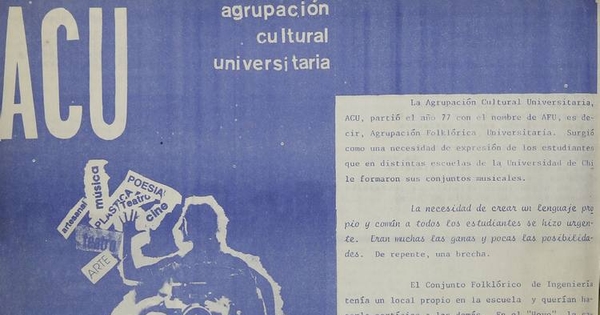 ACU
agrupación
cultural
universitaria
artesanal
música
PLASTICA
POESIA
Teatro
cine
teatro
ARTE
La Agrupación Cultural Universitaria,
ACU, partió el año 77 con el nombre de AFU, es de-
cir, Agrupación Folklórica Universitaria. Surgió
como una necesidad de expresión de los estudiantes
que en distintas escuelas de la Universidad de Chi
le formaron sus conjuntos musicales.
La necesidad de crear un lenguaje pro
pio y común a todos los estudiantes se hizo urgen-
te. Eran muchas las ganas y pocas las posibilida-
des. De repente, una brecha.
El Conjunto Folklórico de Ingeniería
tenía un local propio en la escuela y querían ha-